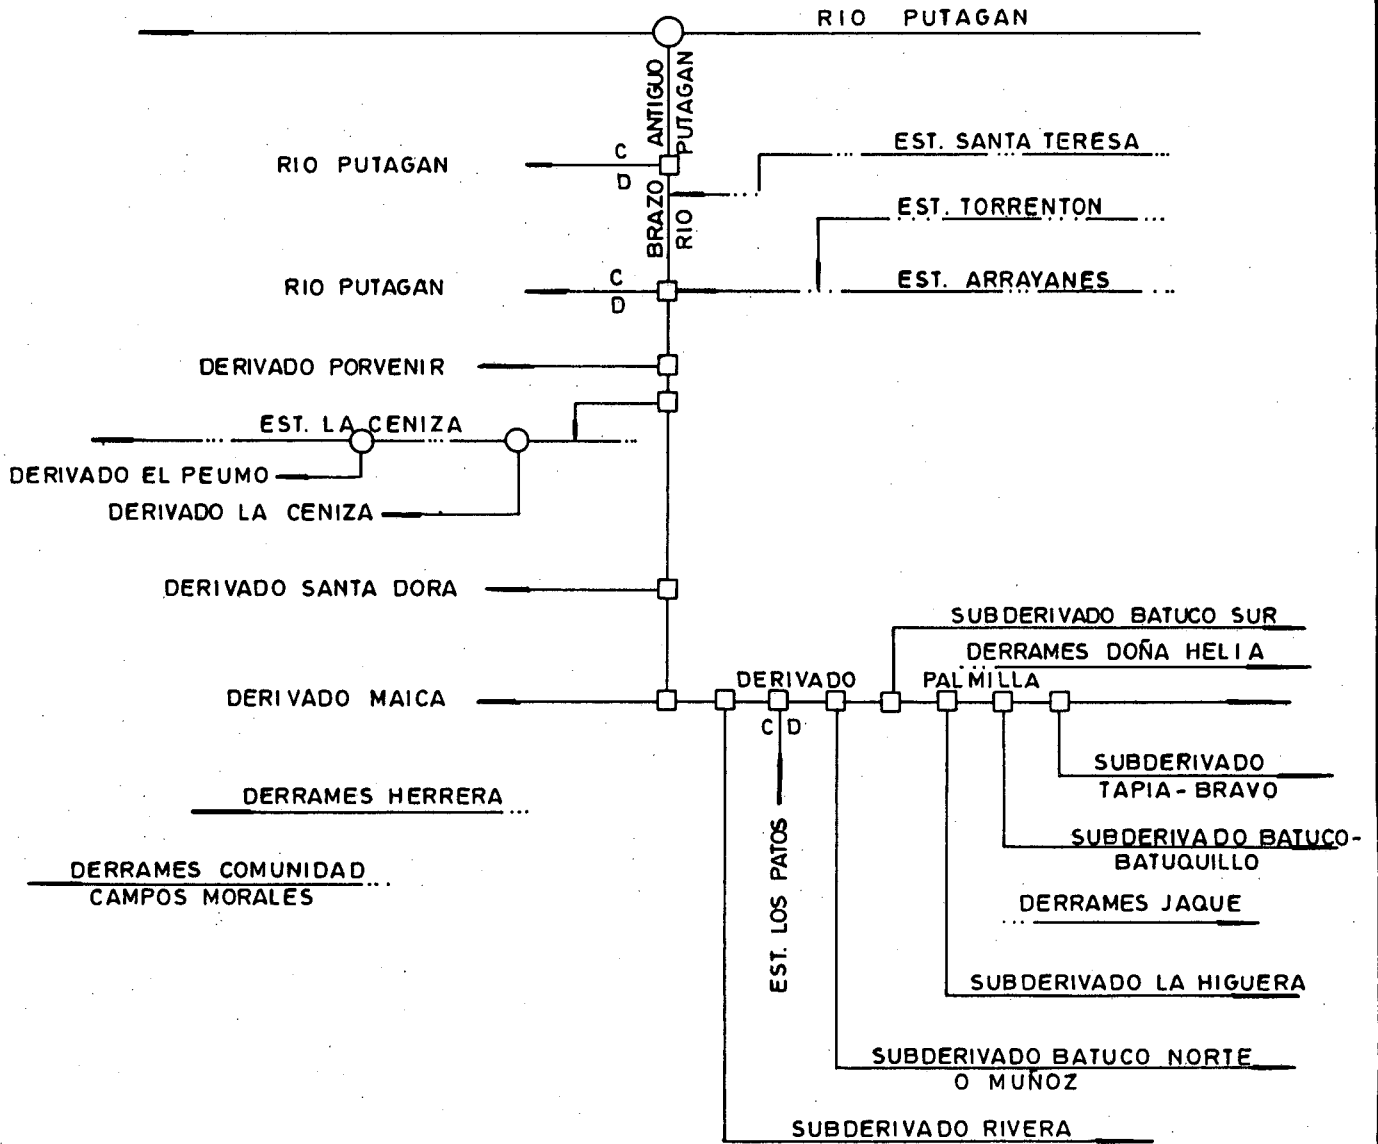 RIO PUTAGAN
BRAZO ANTIGUO
RIO PUTAGAN
RIO PUTAGAN
C
D
EST. SANTA TERESA
EST. TORRENTON
RIO PUTAGAN
C
D
EST. ARRAYANES
DERIVADO PORVENIR
EST. LA CENIZA
DERIVADO EL PEUMO
DERIVADO LA CENIZA
DERIVADO SANTA DORA
SUBDERIVADO BATUCO SUR
DERRAMES DOÑA HELIA
DERIVADO MAICA
DERIVADO PALMILLA
C D
EST. LOS PATOS
SUBDERIVADO
TAPIA-BRAVO
DERRAMES HERRERA
SUBDERIVADO BATUCO-
BATUQUILLO
DERRAMES COMUNIDAD
CAMPOS MORALES
DERRAMES JAQUE
SUBDERIVADO LA HIGUERA
SUBDERIVADO BATUCO NORTE
O MUÑOZ
SUBDERIVADO RIVERA